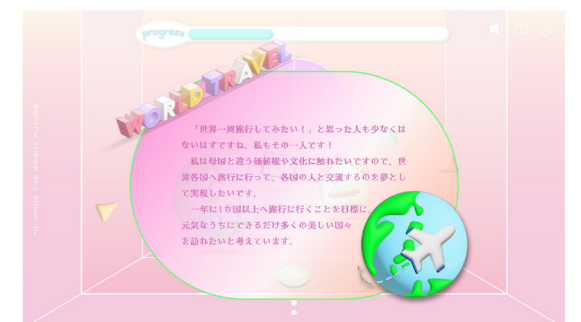 progress
WORLD TRAVEL
「世界一周旅行してみたい！」と思った人も少なくは
ないはずですね。私もその一人です！
私は母国と違う価値観や文化に触れたいですので、世
界各国へ旅行に行って、各国の人と交流するのを夢とし
て実現したいです。
一年に1カ国以上へ旅行に行くことを目標に、
元気なうちにできるだけ多くの美しい国々
を訪れたいと考えています。